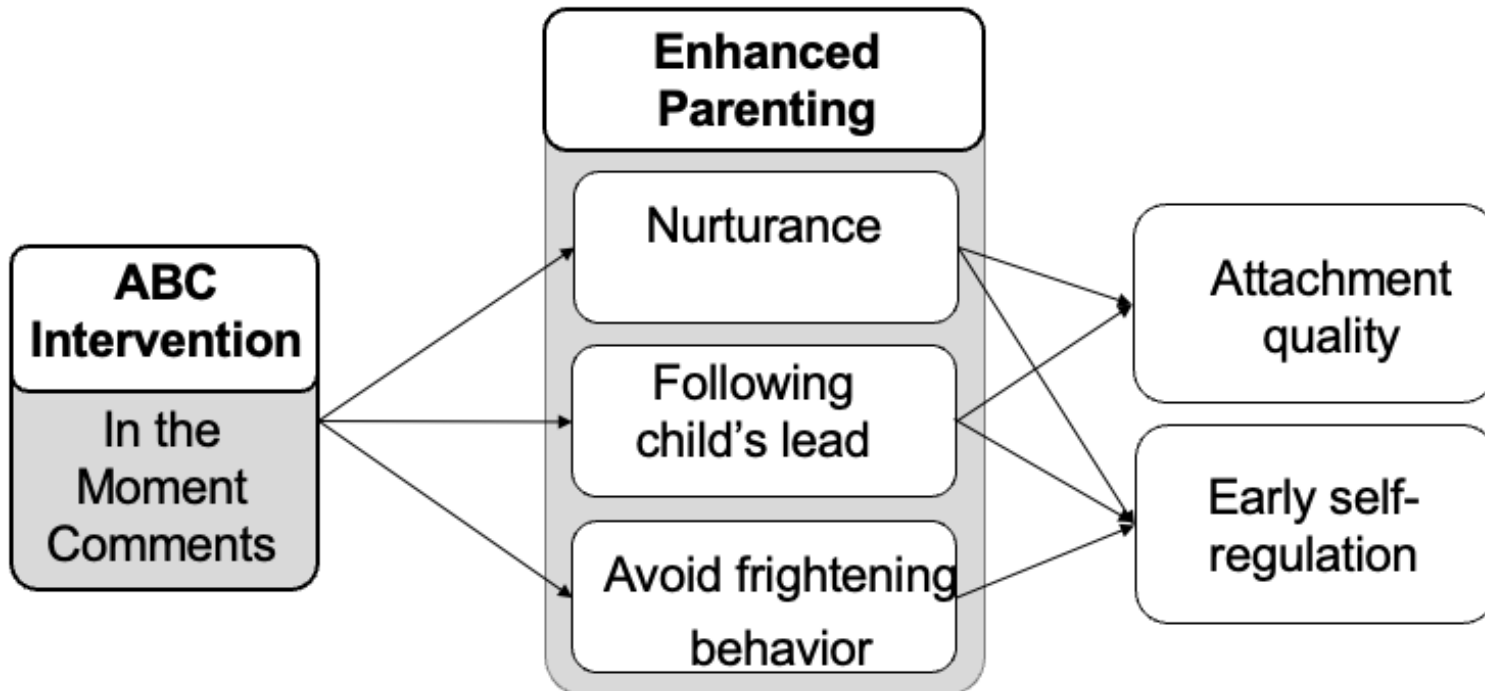 ABC
Intervention
In the
Moment
Comments
Enhanced
Parenting
Nurturance
Following
child's lead
Avoid frightening
behavior
Attachment
quality
Early self-
regulation